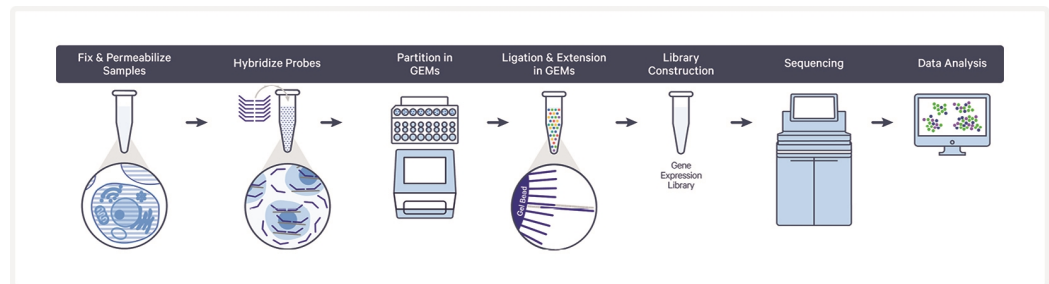 Fix & Permeabilize
Samples
Hybridize Probes
Partition in
GEMs
Ligation & Extension
in GEMs
Library
Construction
Sequencing
Data Analysis
Gel Bead
Gene
Expression
Library